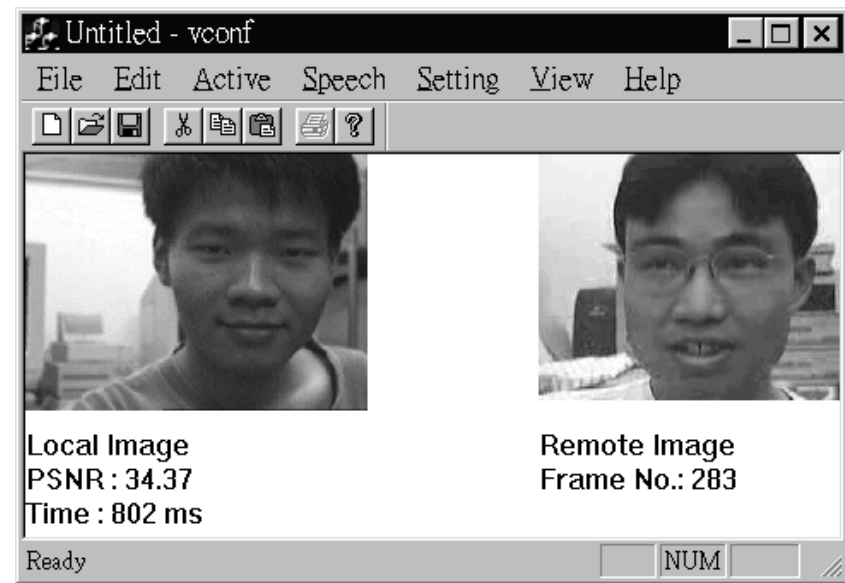 Untitled - vconf
File Edit Active Speech Setting View Help
Local Image
PSNR : 34.37
Time : 802 ms
Remote Image
Frame No.: 283
Ready
NUM